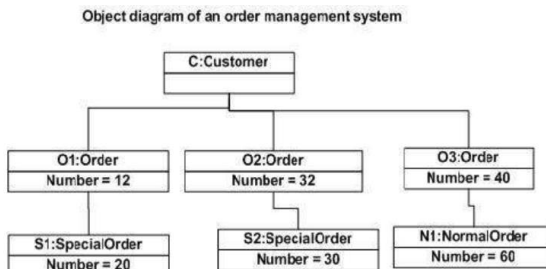 Object diagram of an order management system
C:Customer
O1:Order
Number = 12
O2:Order
Number = 32
O3:Order
Number = 40
S1:SpecialOrder
Number = 20
S2:SpecialOrder
Number = 30
N1:NormalOrder
Number = 60